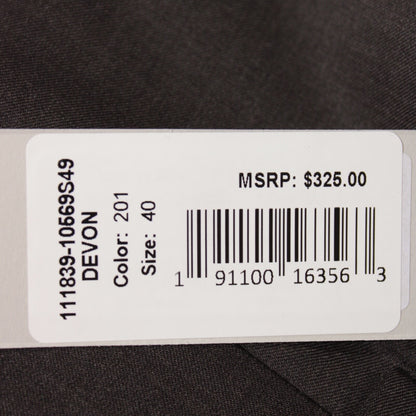 111839-10569S49
DEVON
Color: 201
Size: 40
MSRP: $325.00
1 91100 16356 3